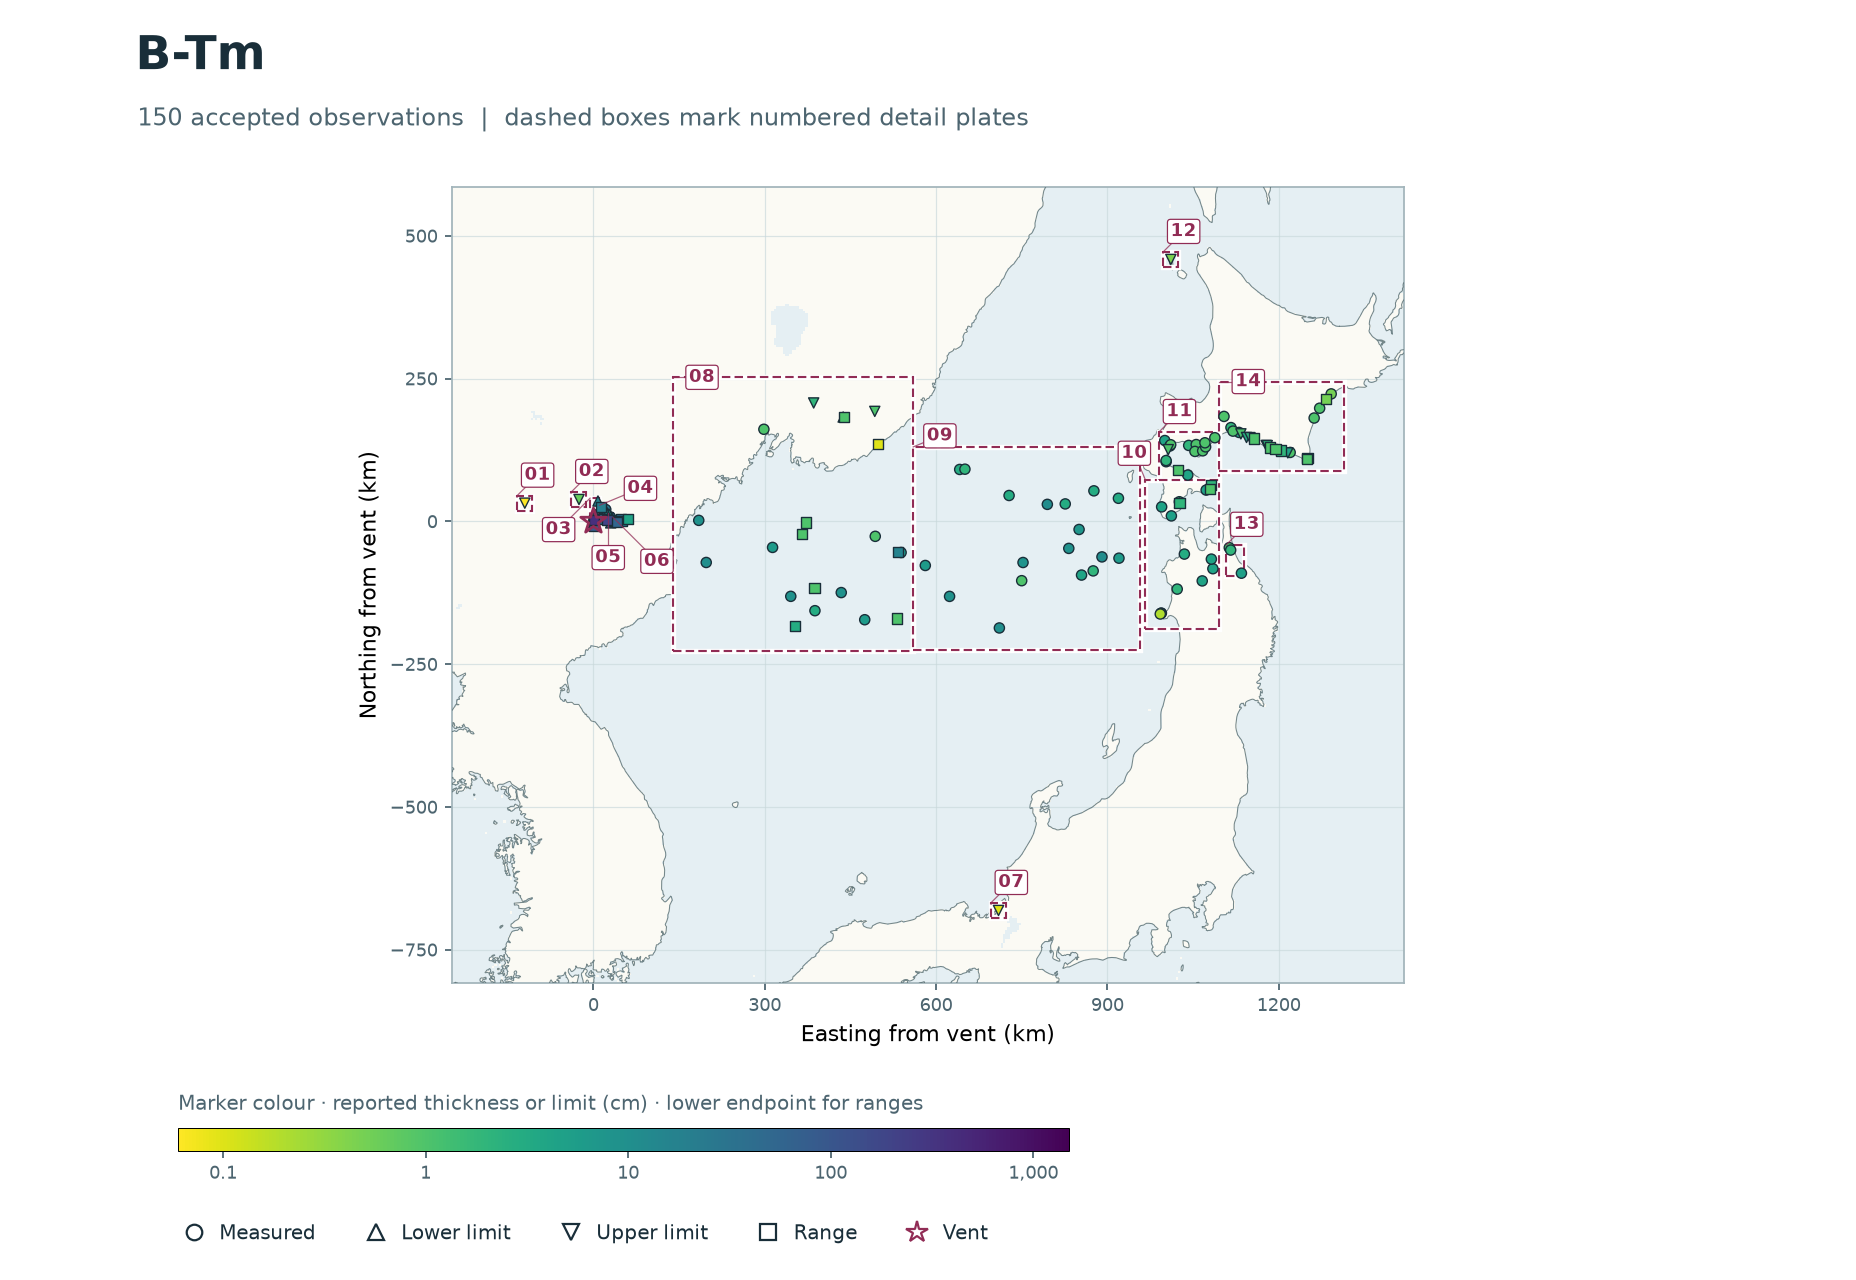 B-Tm
150 accepted observations | dashed boxes mark numbered detail plates
12
500
250
08
14
11
09
10
01
02
04
03
05
06
13
0
−250
−500
−750
07
Northing from vent (km)
0 300 600 900 1200
Easting from vent (km)
Marker colour · reported thickness or limit (cm) · lower endpoint for ranges
0.1 1 10 100 1,000
Measured Lower limit Upper limit Range Vent